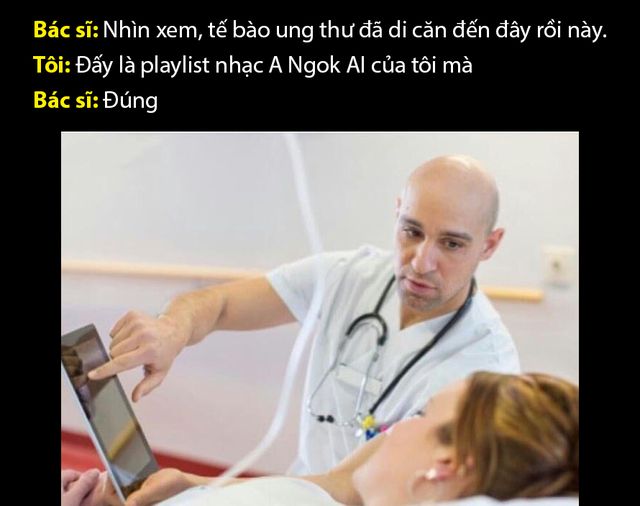 Bác sĩ: Nhìn xem, tế bào ung thư đã di căn đến đây rồi này.
Tôi: Đấy là playlist nhạc A Ngok AI của tôi mà
Bác sĩ: Đúng